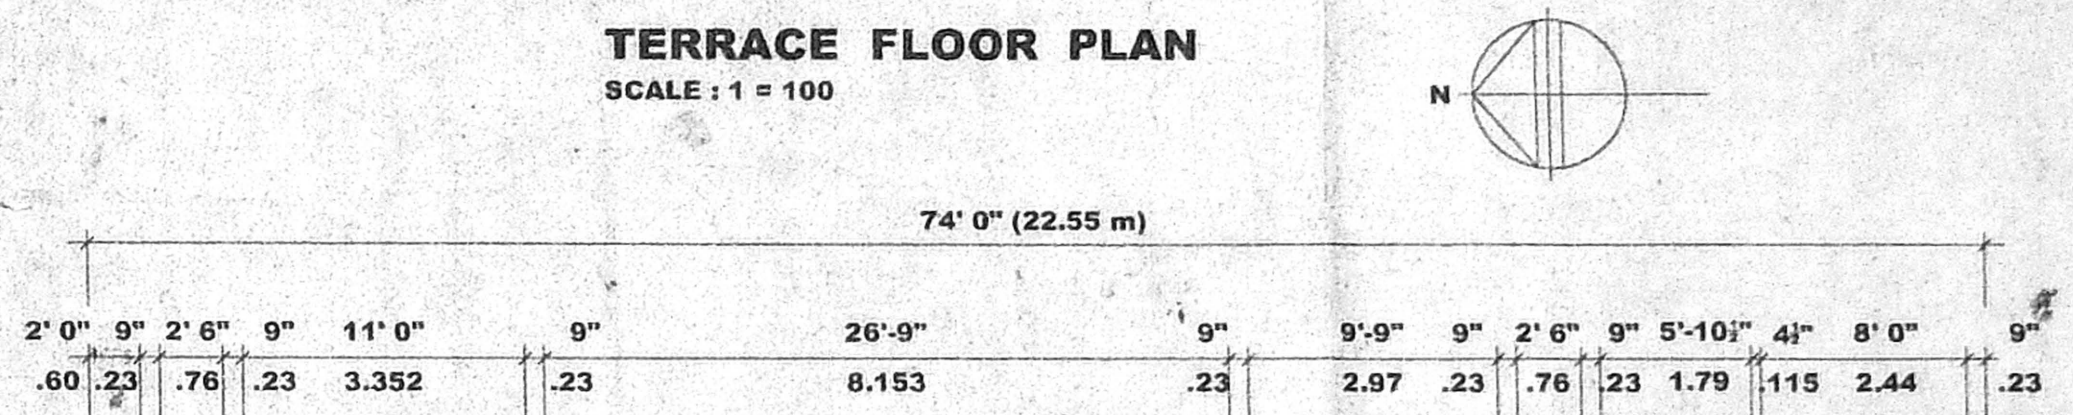 TERRACE FLOOR PLAN
SCALE : 1 = 100
N
74' 0" (22.55 m)
2' 0" 9" 2' 6" 9" 11' 0" 9" 26'-9" 9" 9'-9" 9" 2' 6" 9" 5'-10½" 4½" 8' 0" 9"
.60 .23 .76 .23 3.352 .23 8.153 .23 2.97 .23 .76 .23 1.79 .115 2.44 .23